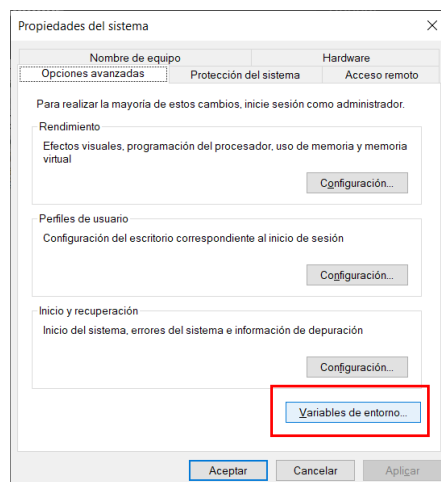 Propiedades del sistema
Nombre de equipo Hardware
Opciones avanzadas Protección del sistema Acceso remoto
Para realizar la mayoría de estos cambios, inicie sesión como administrador.
Rendimiento
Efectos visuales, programación del procesador, uso de memoria y memoria
virtual
Configuración...
Perfiles de usuario
Configuración del escritorio correspondiente al inicio de sesión
Configuración...
Inicio y recuperación
Inicio del sistema, errores del sistema e información de depuración
Configuración...
Variables de entorno...
Aceptar Cancelar Aplicar